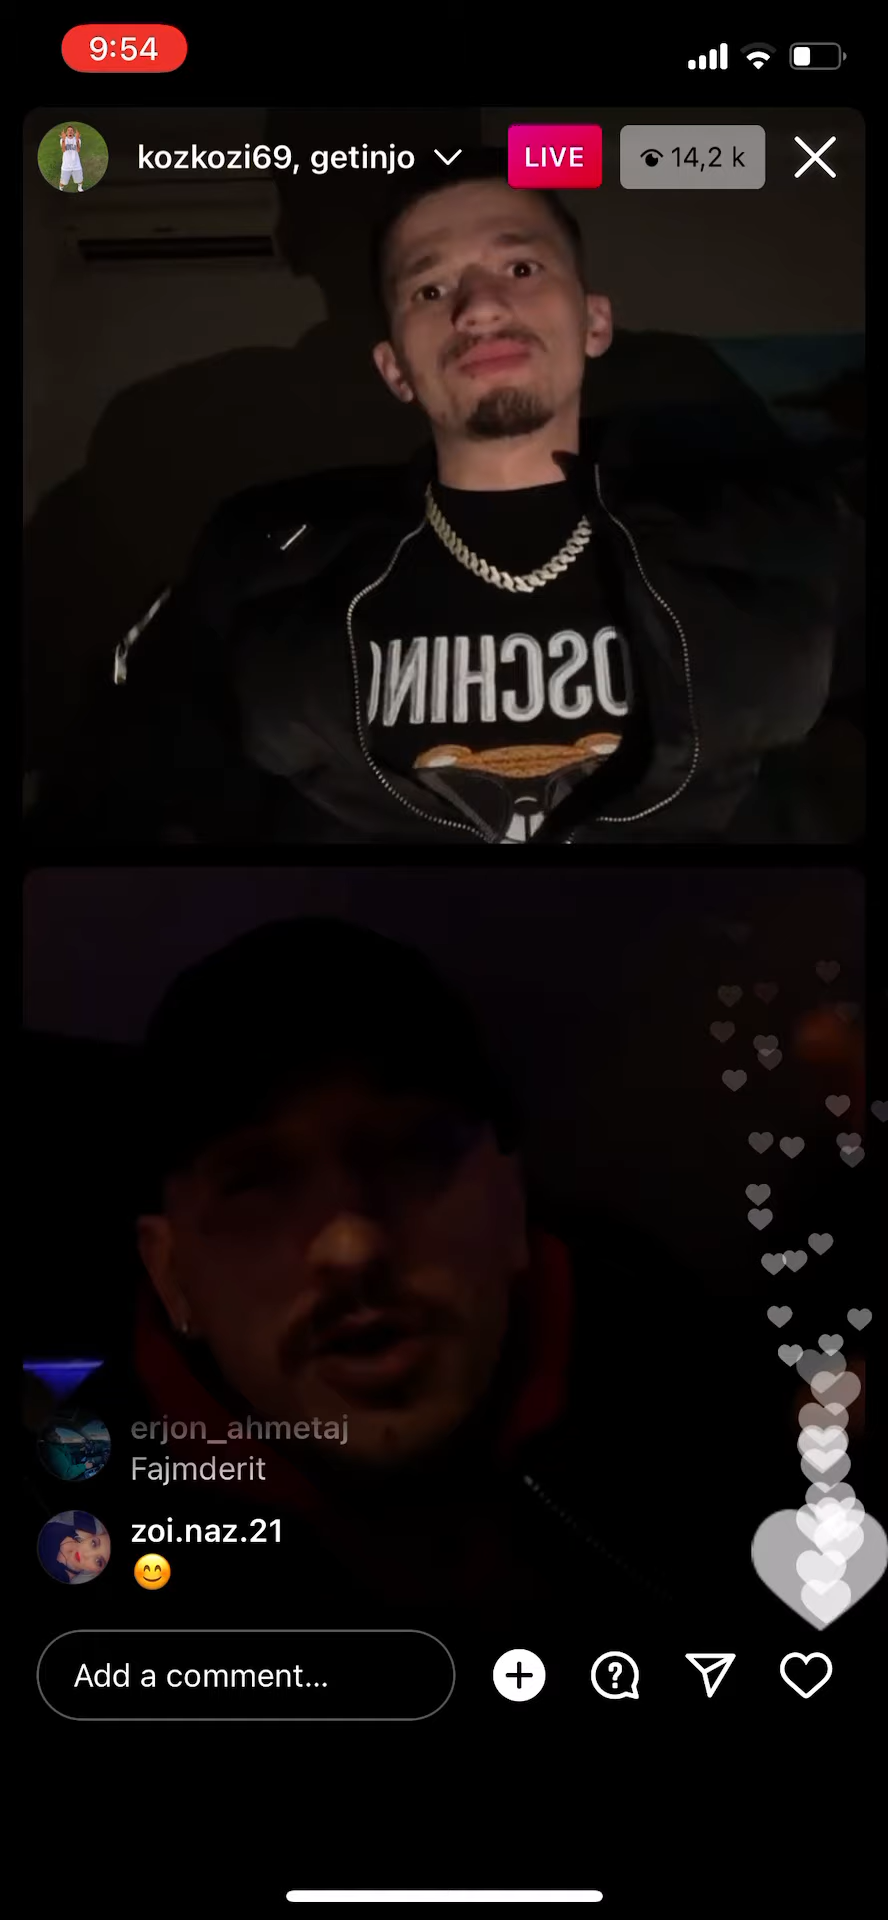 9:54
kozkozi69, getinjo
LIVE
14,2 k
OSCHIN
erjon_ahmetaj
Fajmderit
zoi.naz.21
😊
Add a comment...